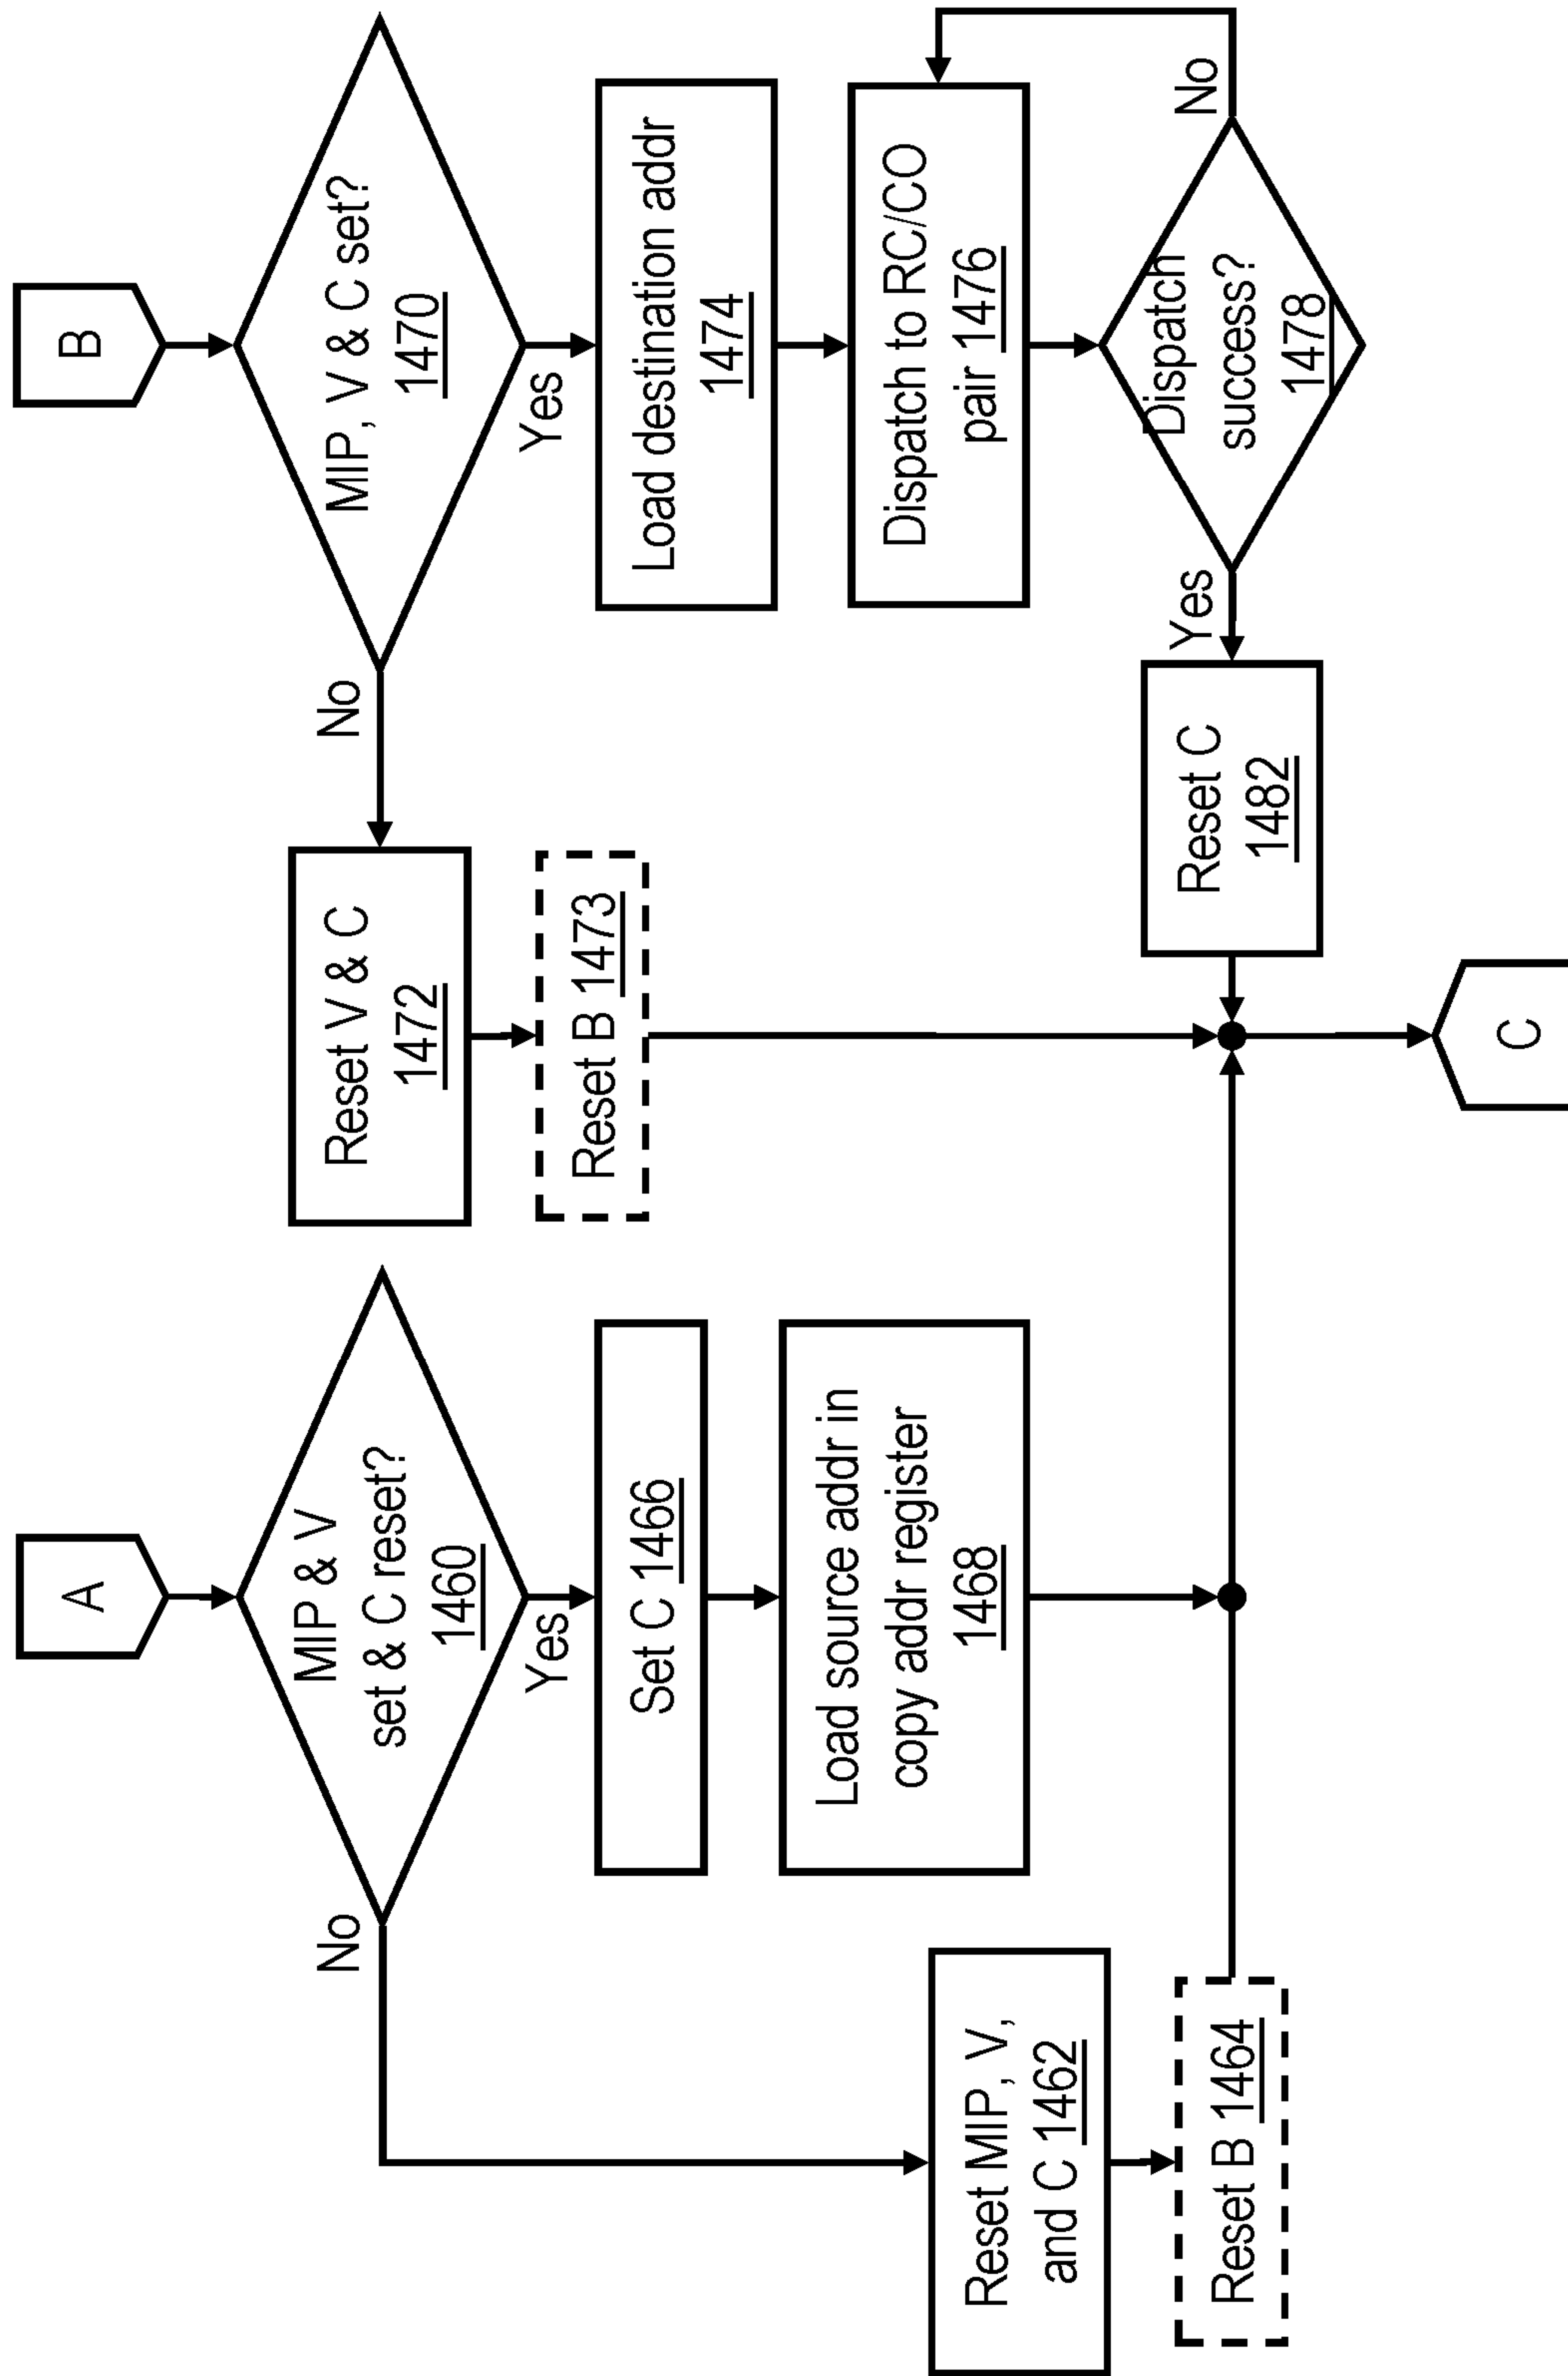 A
MIP & V
set & C reset?
1460
No
Yes
Set C 1466
Load source addr in
copy addr register
1468
Reset MIP, V,
and C 1462
Reset B 1464
B
MIP, V & C set?
1470
No
Yes
Reset V & C
1472
Reset B 1473
Load destination addr
1474
Dispatch to RC/CO
pair 1476
Dispatch
success?
1478
No
Yes
Reset C
1482
C